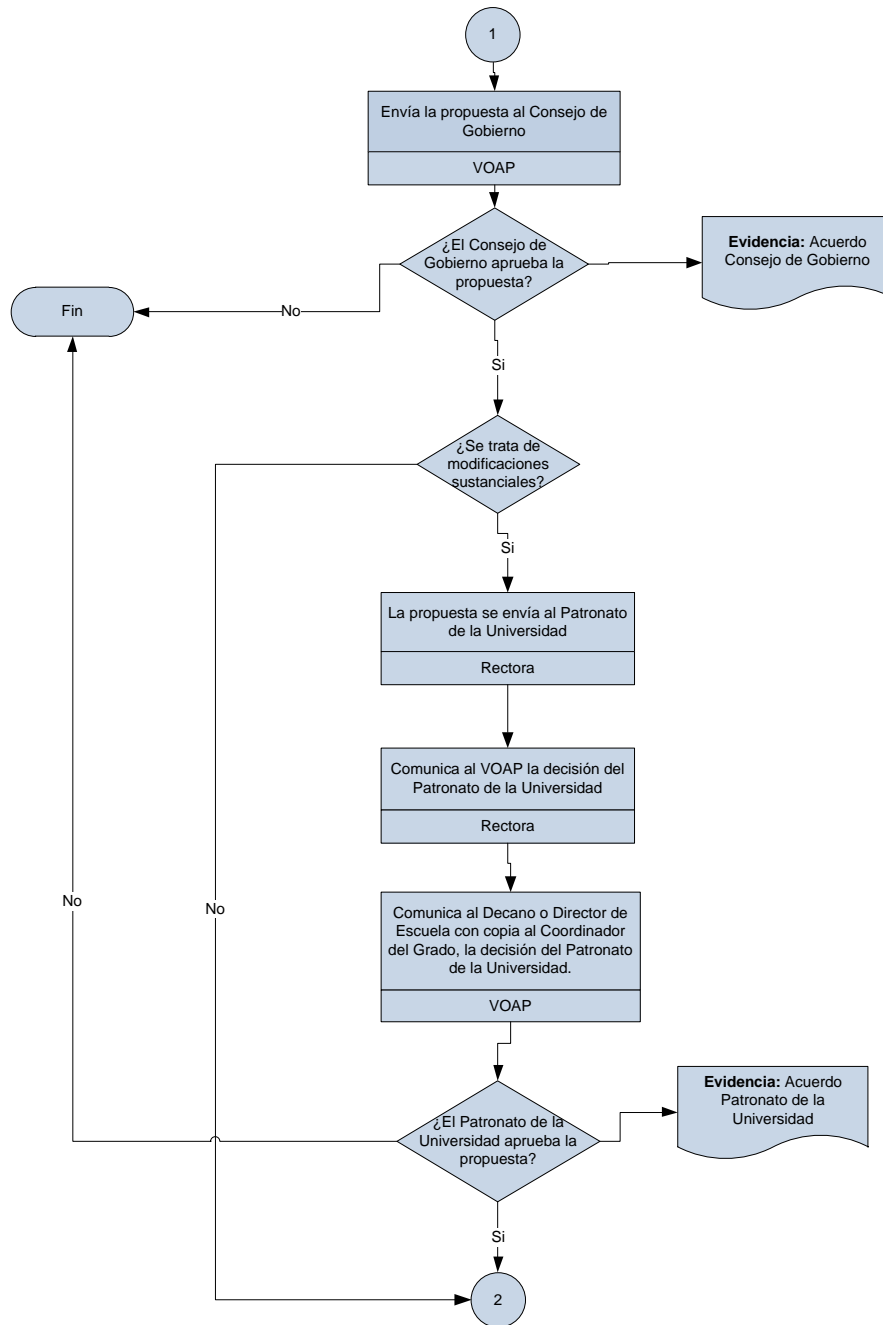 1
Envía la propuesta al Consejo de
Gobierno
VOAP
¿El Consejo de
Gobierno aprueba la
propuesta?
Evidencia: Acuerdo
Consejo de Gobierno
Fin
No
Si
¿Se trata de
modificaciones
sustanciales?
Si
La propuesta se envía al Patronato
de la Universidad
Rectora
Comunica al VOAP la decisión del
Patronato de la Universidad
Rectora
No
No
Comunica al Decano o Director de
Escuela con copia al Coordinador
del Grado, la decisión del Patronato
de la Universidad.
VOAP
¿El Patronato de la
Universidad aprueba la
propuesta?
Evidencia: Acuerdo
Patronato de la
Universidad
Si
2